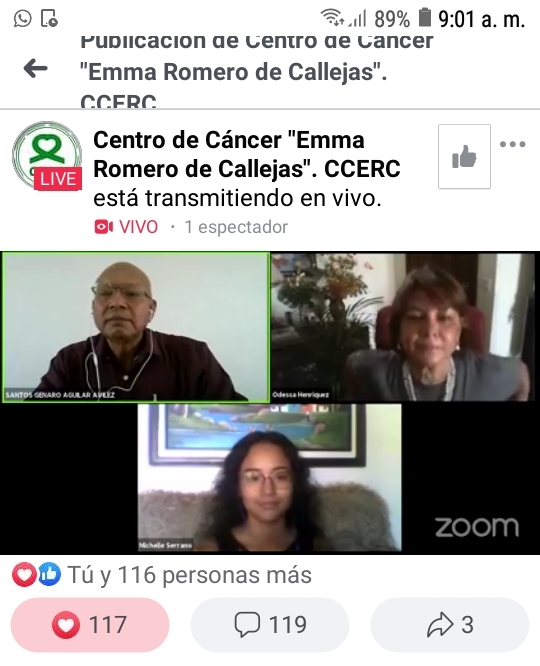 89% 9:01 a. m.
Publicación de Centro de Cáncer
"Emma Romero de Callejas".
CCERC
Centro de Cáncer "Emma
Romero de Callejas". CCERC
está transmitiendo en vivo.
LIVE
VIVO · 1 espectador
SANTOS GENARO AGUILAR AVILEZ
Odessa Henriquez
Michelle Serrano
zoom
Tú y 116 personas más
117
119
3